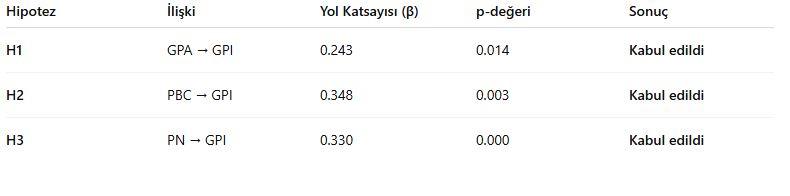 Hipotez İlişki Yol Katsayısı (β) p-değeri Sonuç
H1 GPA → GPI 0.243 0.014 Kabul edildi
H2 PBC → GPI 0.348 0.003 Kabul edildi
H3 PN → GPI 0.330 0.000 Kabul edildi